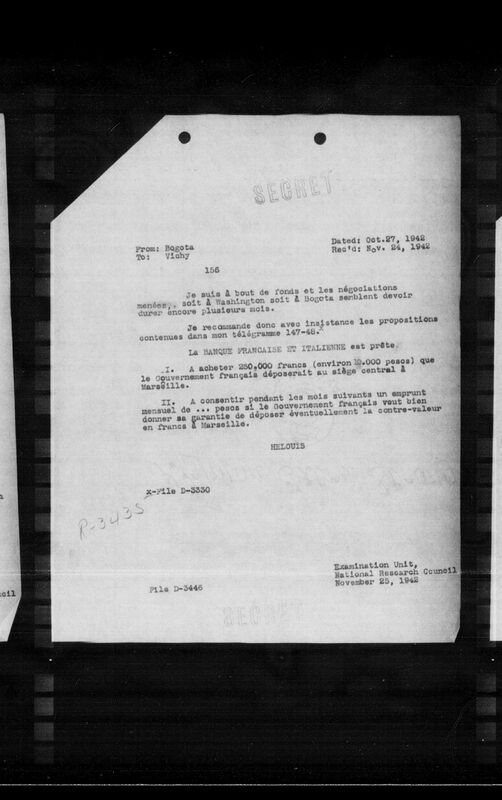 SECRET
From: Bogota
To: Vichy
Dated: Oct.27, 1942
Rec'd: Nov. 24, 1942
156
Je suis à bout de fonds et les négociations
menées, soit à Washington soit à Bogota semblent devoir
durer encore plusieurs mois.
Je recommande donc avec insistance les propositions
contenues dans mon télégramme 147-48.
La BANQUE FRANCAISE ET ITALIENNE est prête
I. A acheter 250,000 francs (environ 10.000 pesos) que
le Gouvernement français déposerait au siège central à
Marseille.
II. A consentir pendant les mois suivants un emprunt
mensuel de ... pesos si le Gouvernement français veut bien
donner sa garantie de déposer éventuellement la contre-valeur
en francs à Marseille.
HELOUIS
X-File D-3330
R-3435
Examination Unit,
National Research Council
November 25, 1942
File D-3446
SECRET